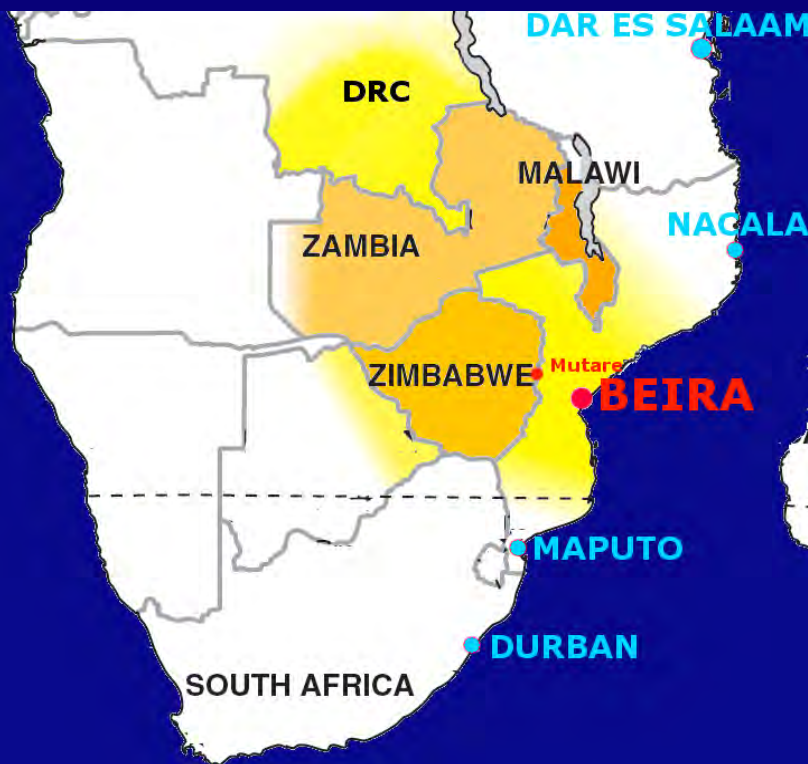 DAR ES SALAAM
DRC
MALAWI
NACALA
ZAMBIA
Mutare
ZIMBABWE
BEIRA
MAPUTO
DURBAN
SOUTH AFRICA